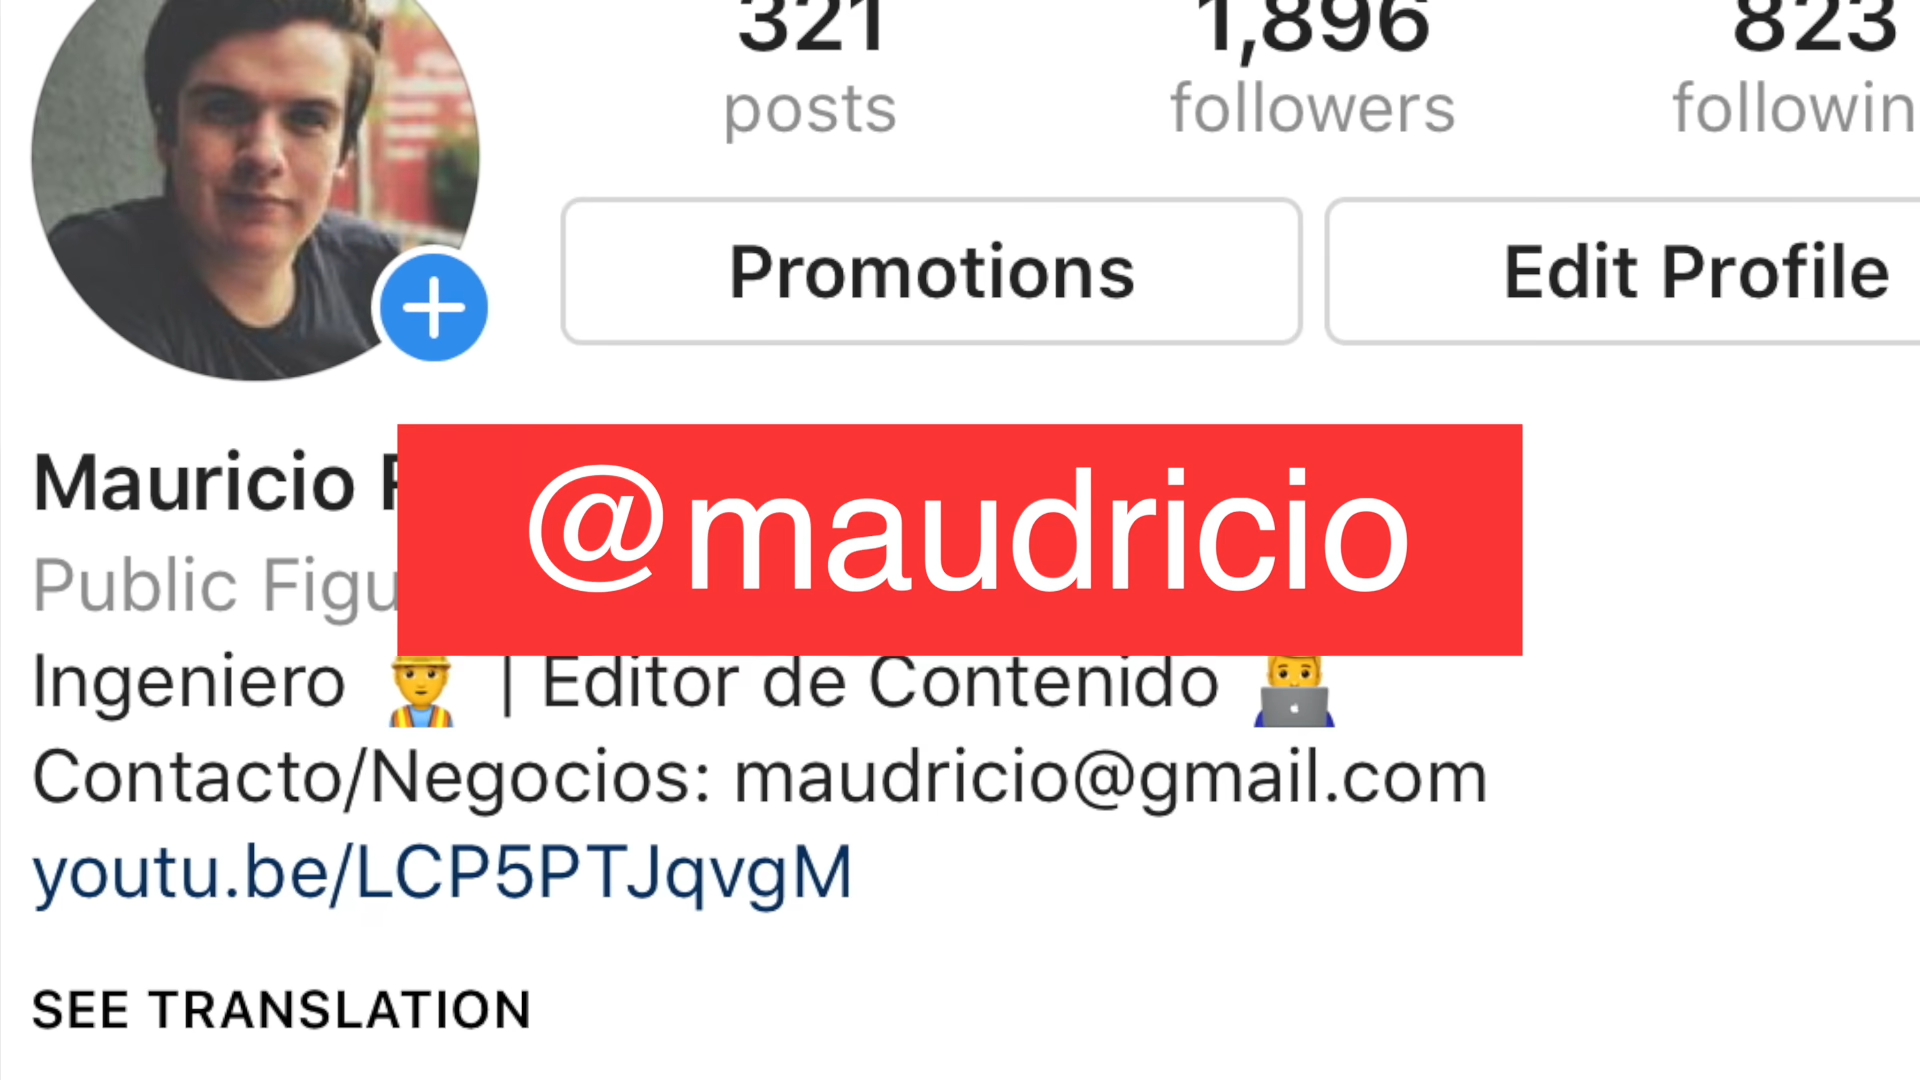 321 1,896 823
posts followers followin
Promotions Edit Profile
Mauricio
@maudricio
Public Figu
Ingeniero | Editor de Contenido
Contacto/Negocios: maudricio@gmail.com
youtu.be/LCP5PTJqvgM
SEE TRANSLATION